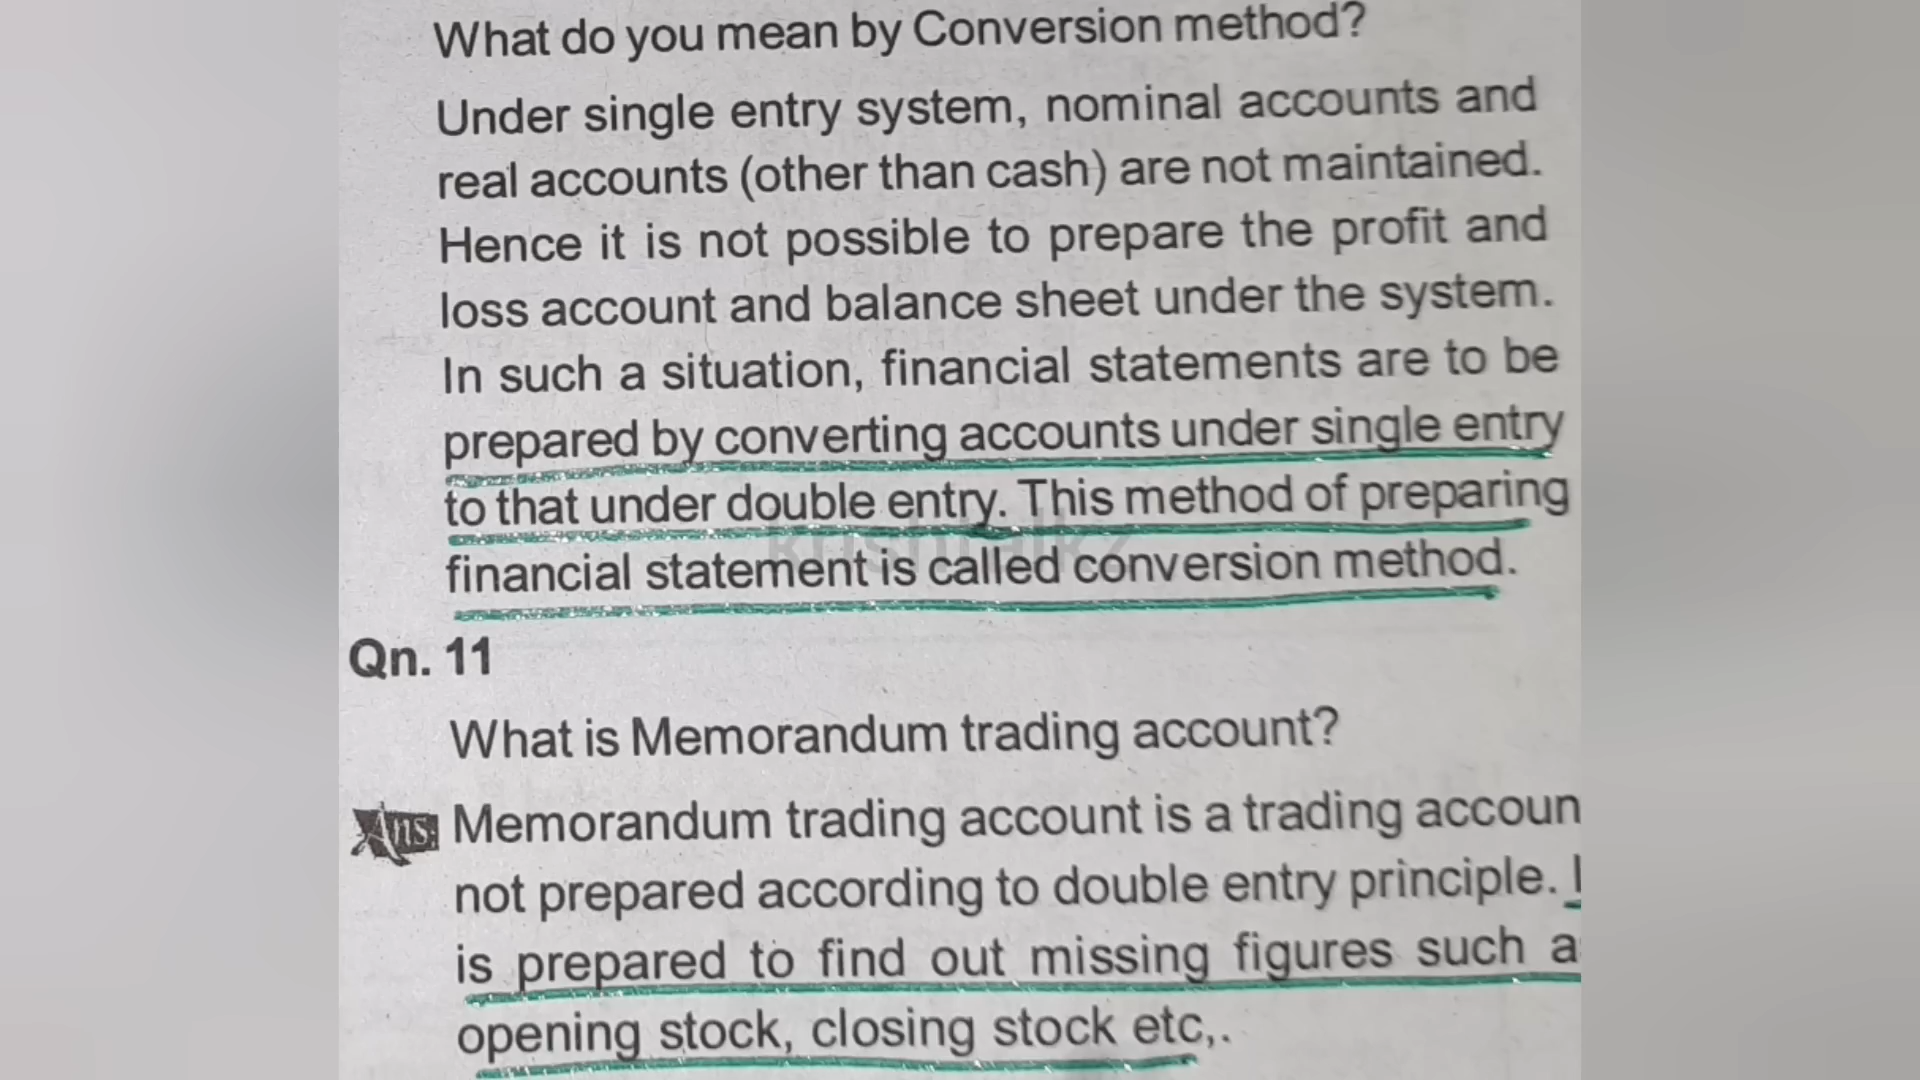 What do you mean by Conversion method?
Under single entry system, nominal accounts and
real accounts (other than cash) are not maintained.
Hence it is not possible to prepare the profit and
loss account and balance sheet under the system.
In such a situation, financial statements are to be
prepared by converting accounts under single entry
to that under double entry. This method of preparing
krishtalkz
financial statement is called conversion method.
Qn. 11
What is Memorandum trading account?
Ans. Memorandum trading account is a trading accoun
not prepared according to double entry principle. I
is prepared to find out missing figures such a
opening stock, closing stock etc,.